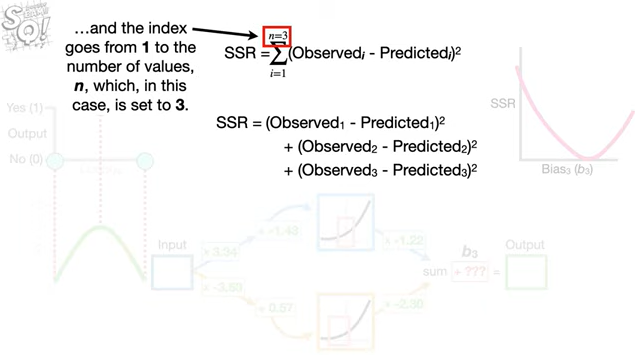 SQ!
…and the index
goes from 1 to the
number of values,
n, which, in this
case, is set to 3.
n=3
SSR = ∑ (Observedᵢ - Predictedᵢ)²
i=1
SSR = (Observed₁ - Predicted₁)²
+ (Observed₂ - Predicted₂)²
+ (Observed₃ - Predicted₃)²
SSR
Bias₃ (b₃)
Yes (1)
Output
No (0)
Input
x 3.34
x -1.43
x -1.22
x -3.53
+ 0.57
x -2.30
b₃
sum
+ ???
=
Output